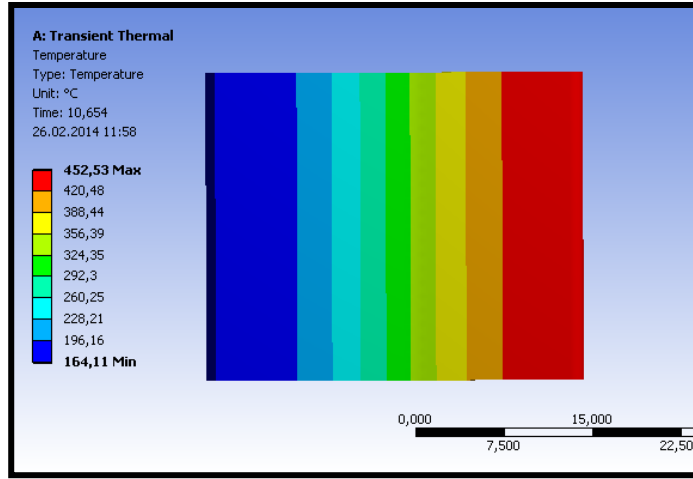 A: Transient Thermal
Temperature
Type: Temperature
Unit: °C
Time: 10,654
26.02.2014 11:58
452,53 Max
420,48
388,44
356,39
324,35
292,3
260,25
228,21
196,16
164,11 Min
0,000 15,000
7,500 22,50